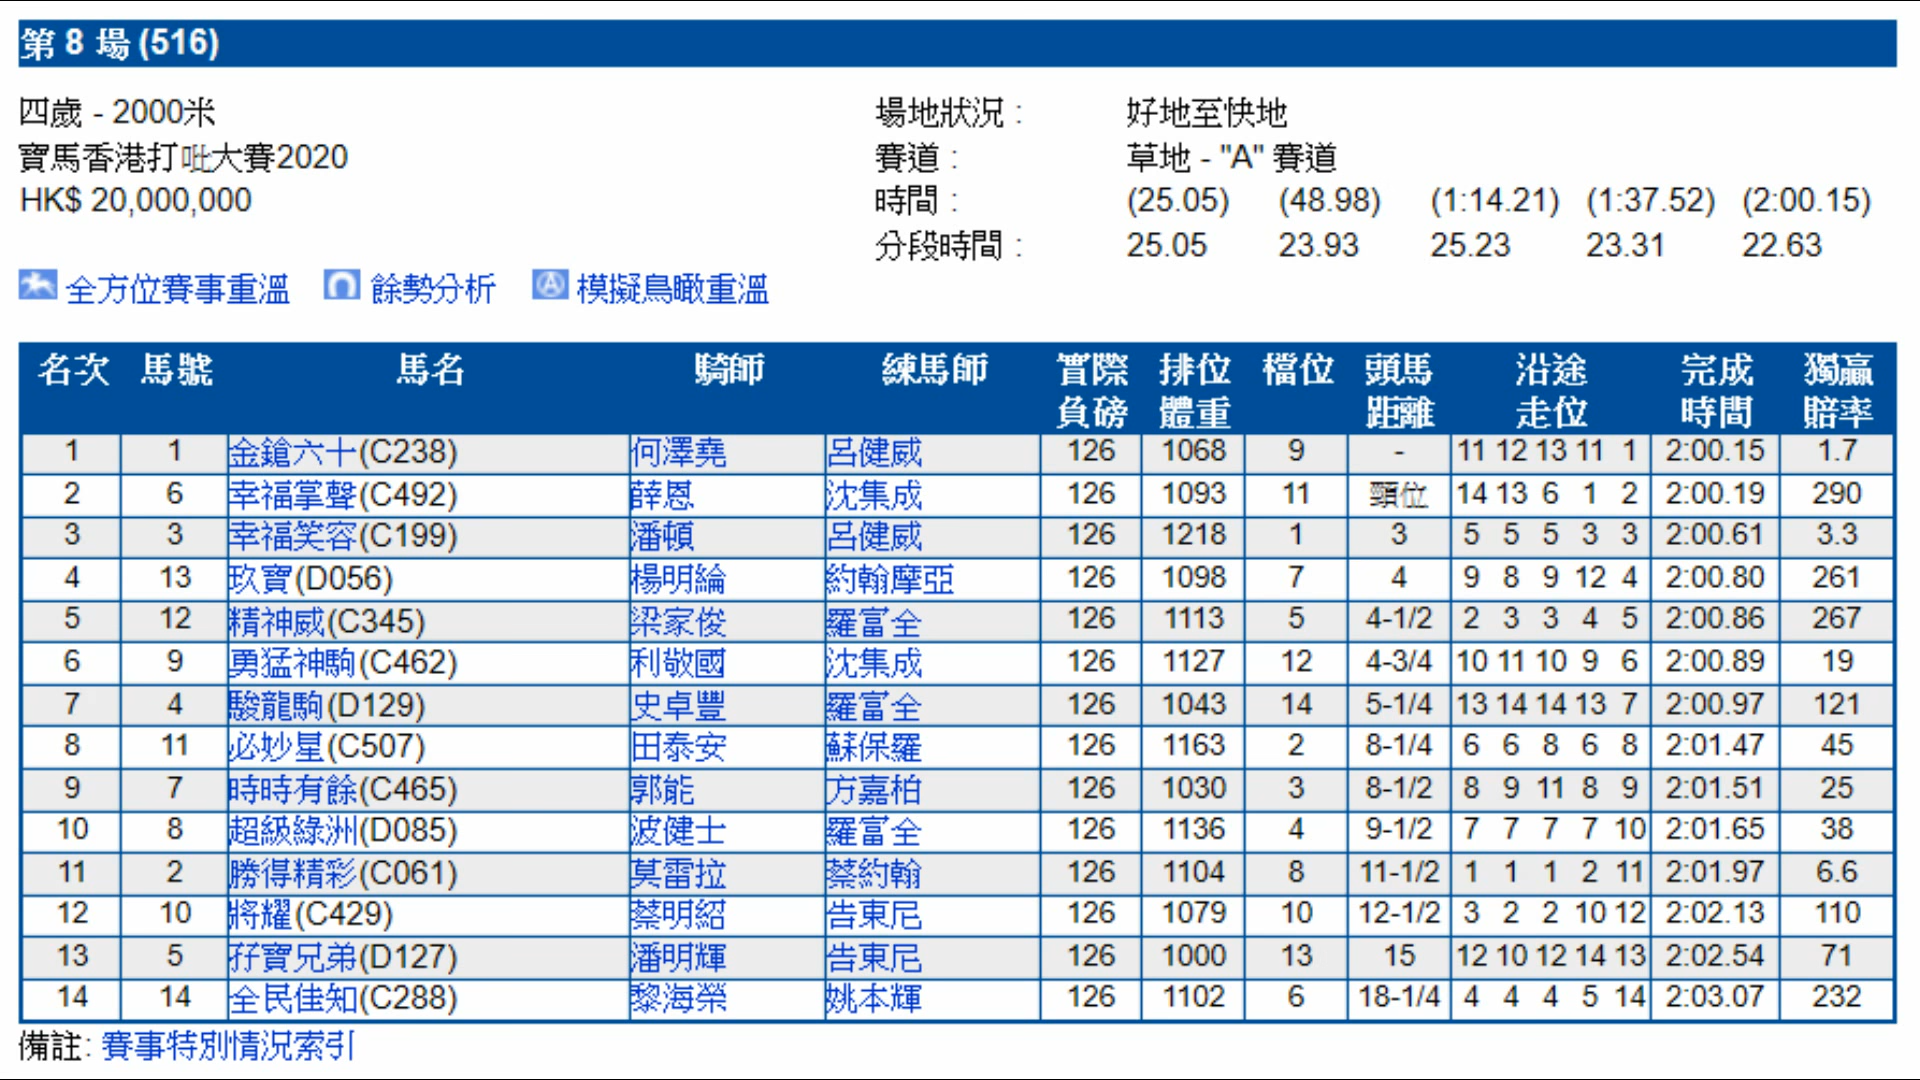 第 8 場 (516)
四歲 - 2000米
場地狀況 :
好地至快地
寶馬香港打吡大賽2020
賽道 :
草地 - "A" 賽道
HK$ 20,000,000
時間 :
(25.05) (48.98) (1:14.21) (1:37.52) (2:00.15)
分段時間 :
25.05 23.93 25.23 23.31 22.63
全方位賽事重溫 餘勢分析 模擬鳥瞰重溫
名次 馬號 馬名 騎師 練馬師 實際負磅 排位體重 檔位 頭馬距離 沿途走位 完成時間 獨贏賠率
1 1 金鎗六十(C238) 何澤堯 呂健威 126 1068 9 - 11 12 13 11 1 2:00.15 1.7
2 6 幸福掌聲(C492) 薛恩 沈集成 126 1093 11 頸位 14 13 6 1 2 2:00.19 290
3 3 幸福笑容(C199) 潘頓 呂健威 126 1218 1 3 5 5 5 3 3 2:00.61 3.3
4 13 玖寶(D056) 楊明綸 約翰摩亞 126 1098 7 4 9 8 9 12 4 2:00.80 261
5 12 精神威(C345) 梁家俊 羅富全 126 1113 5 4-1/2 2 3 3 4 5 2:00.86 267
6 9 勇猛神駒(C462) 利敬國 沈集成 126 1127 12 4-3/4 10 11 10 9 6 2:00.89 19
7 4 駿龍駒(D129) 史卓豐 羅富全 126 1043 14 5-1/4 13 14 14 13 7 2:00.97 121
8 11 必妙星(C507) 田泰安 蘇保羅 126 1163 2 8-1/4 6 6 8 6 8 2:01.47 45
9 7 時時有餘(C465) 郭能 方嘉柏 126 1030 3 8-1/2 8 9 11 8 9 2:01.51 25
10 8 超級綠洲(D085) 波健士 羅富全 126 1136 4 9-1/2 7 7 7 7 10 2:01.65 38
11 2 勝得精彩(C061) 莫雷拉 蔡約翰 126 1104 8 11-1/2 1 1 1 2 11 2:01.97 6.6
12 10 將耀(C429) 蔡明紹 告東尼 126 1079 10 12-1/2 3 2 2 10 12 2:02.13 110
13 5 孖寶兄弟(D127) 潘明輝 告東尼 126 1000 13 15 12 10 12 14 13 2:02.54 71
14 14 全民佳知(C288) 黎海榮 姚本輝 126 1102 6 18-1/4 4 4 4 5 14 2:03.07 232
備註: 賽事特別情況索引